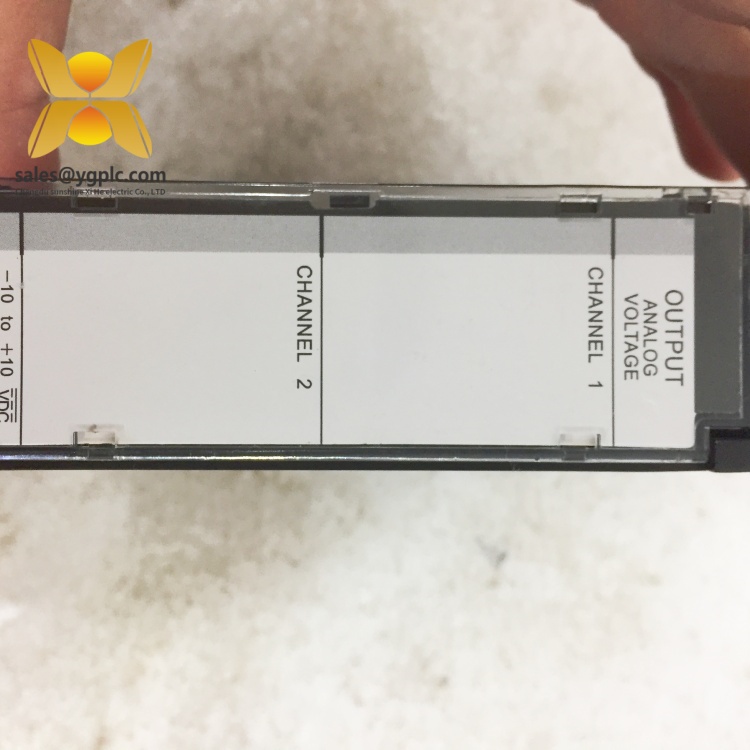 sales@ygplc.com
OUTPUT
ANALOG
VOLTAGE
CHANNEL 1
CHANNEL 2
-10 to +10 VDC